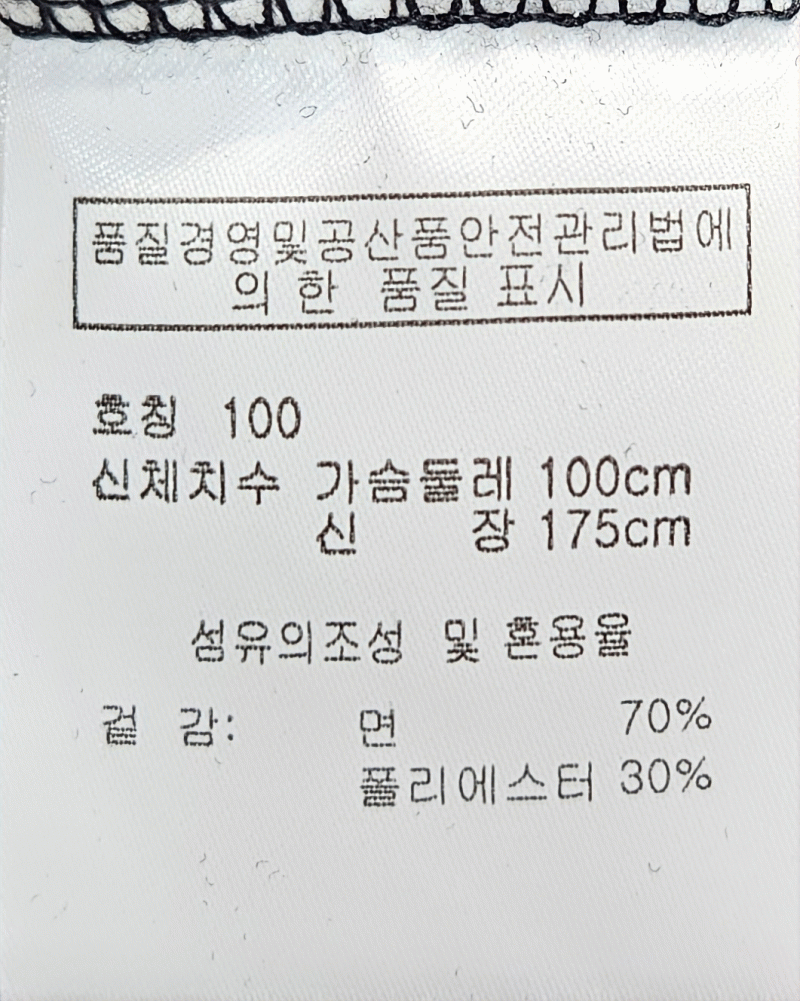 품질경영및공산품안전관리법에
의 한 품질 표시
호칭 100
신체치수 가슴둘레 100cm
신 장 175cm
섬유의조성 및 혼용율
겉 감: 면 70%
폴리에스터 30%